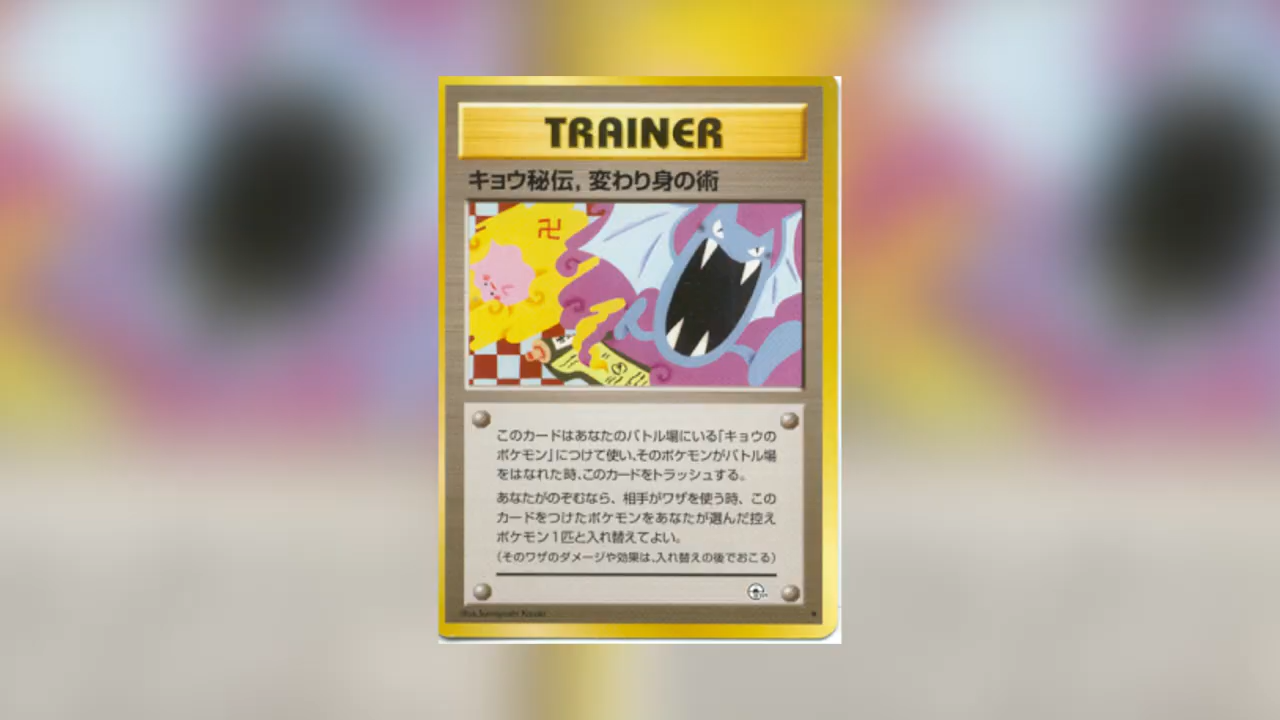 TRAINER
キョウ秘伝, 変わり身の術
卍
このカードはあなたのバトル場にいる「キョウの
ポケモン」につけて使い、そのポケモンがバトル場
をはなれた時、このカードをトラッシュする。
あなたがのぞむなら、相手がワザを使う時、この
カードをつけたポケモンをあなたが選んだ控え
ポケモン1匹と入れ替えてよい。
(そのワザのダメージや効果は、入れ替えの後でおこる)